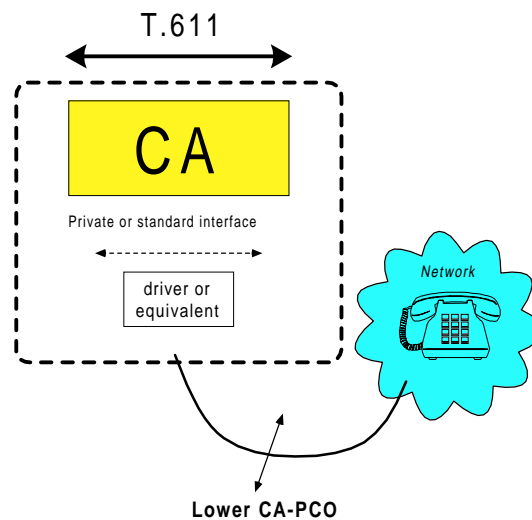 T.611
CA
Private or standard interface
driver or
equivalent
Network
Lower CA-PCO